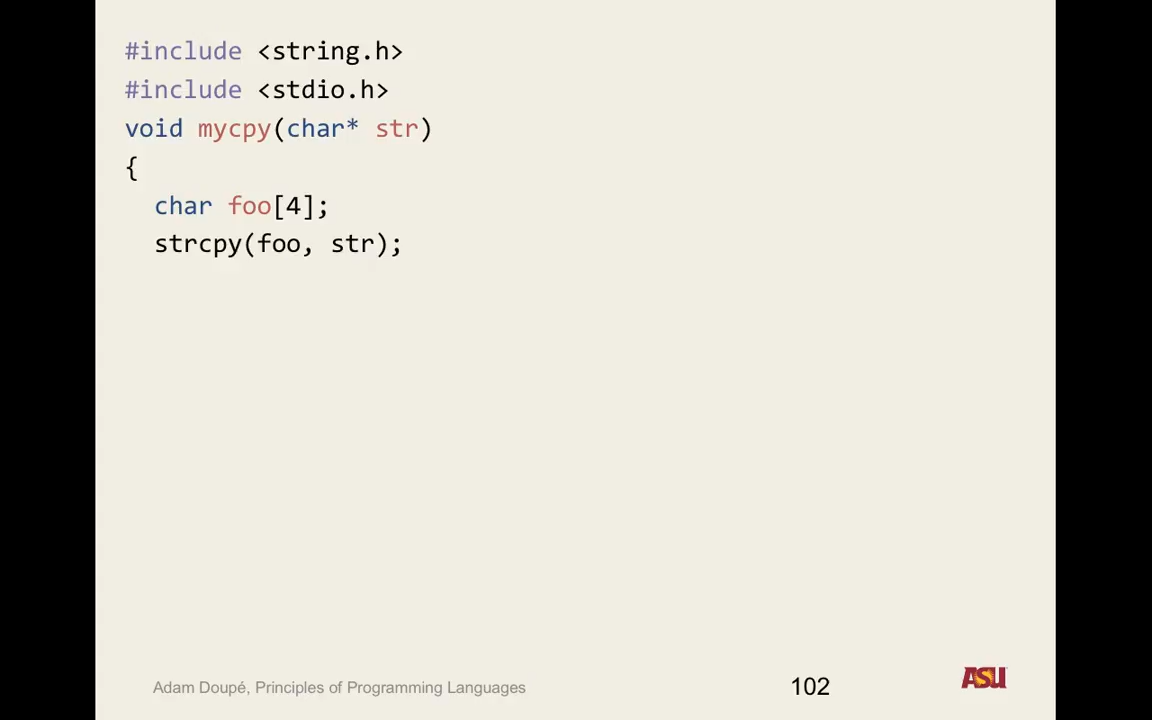 #include <string.h>
#include <stdio.h>
void mycpy(char* str)
{
  char foo[4];
  strcpy(foo, str);
Adam Doupé, Principles of Programming Languages
102
ASU